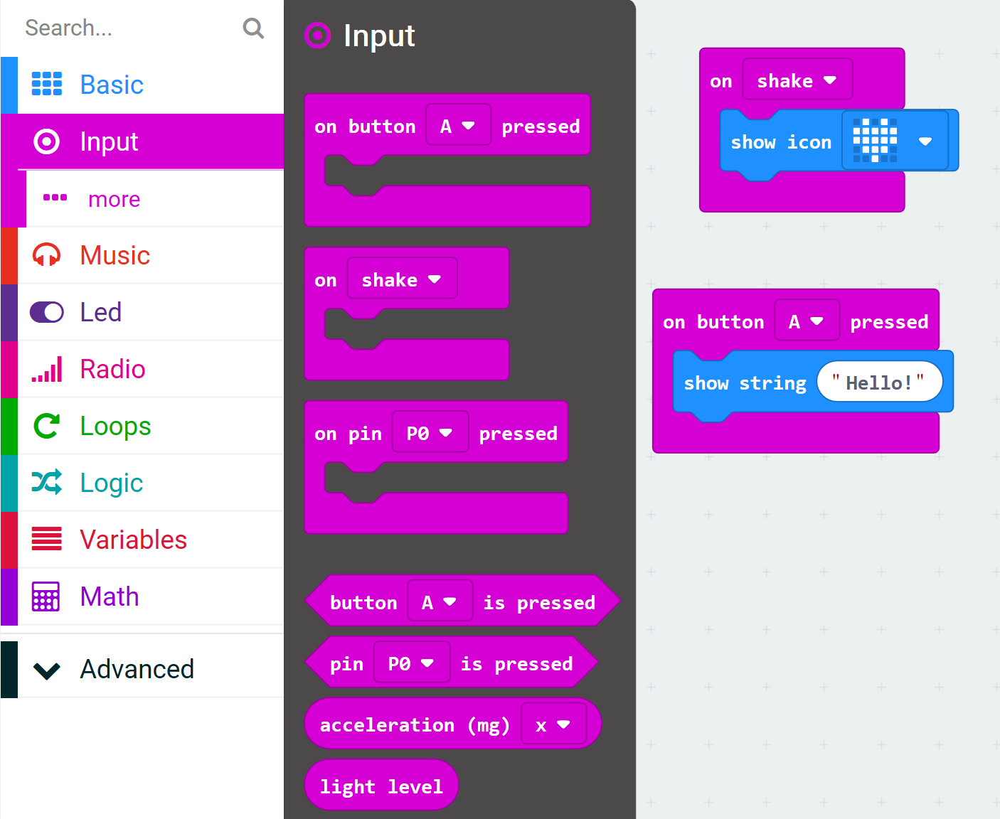 Search...
Basic
Input
more
Music
Led
Radio
Loops
Logic
Variables
Math
Advanced
Input
on button A pressed
on shake
on pin P0 pressed
button A is pressed
pin P0 is pressed
acceleration (mg) x
light level
on shake
show icon
on button A pressed
show string "Hello!"